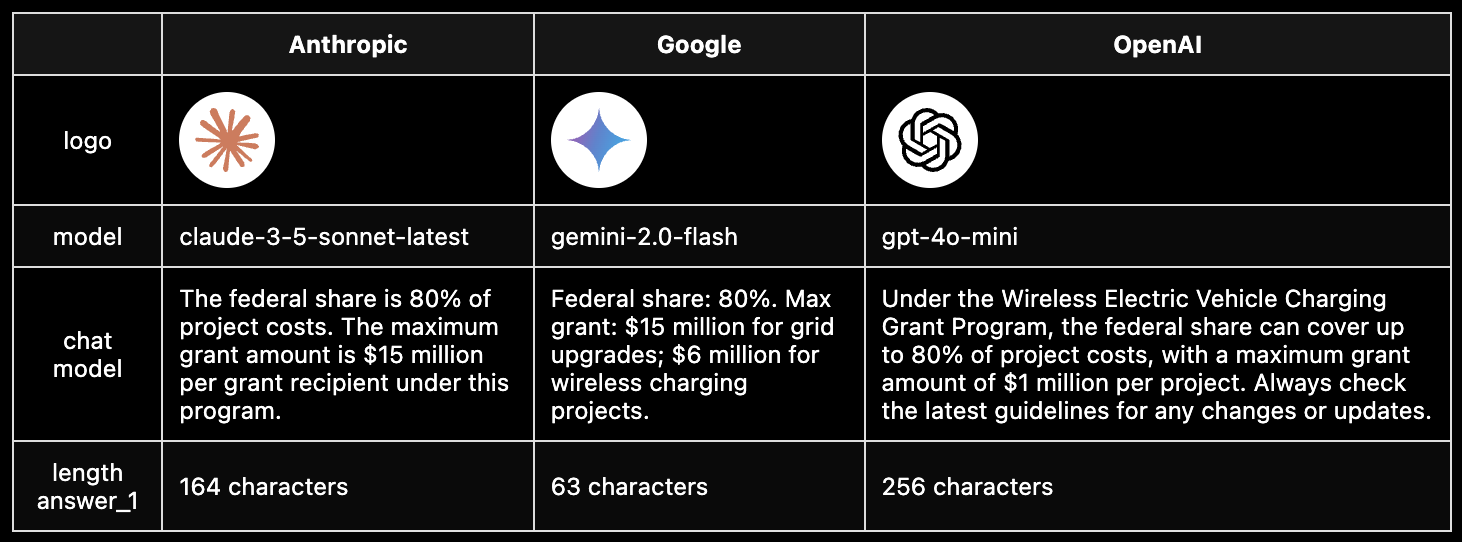 Anthropic
Google
OpenAI
logo
model
claude-3-5-sonnet-latest
gemini-2.0-flash
gpt-4o-mini
chat
model
The federal share is 80% of
project costs. The maximum
grant amount is $15 million
per grant recipient under this
program.
Federal share: 80%. Max
grant: $15 million for grid
upgrades; $6 million for
wireless charging
projects.
Under the Wireless Electric Vehicle Charging
Grant Program, the federal share can cover up
to 80% of project costs, with a maximum grant
amount of $1 million per project. Always check
the latest guidelines for any changes or updates.
length
answer_1
164 characters
63 characters
256 characters